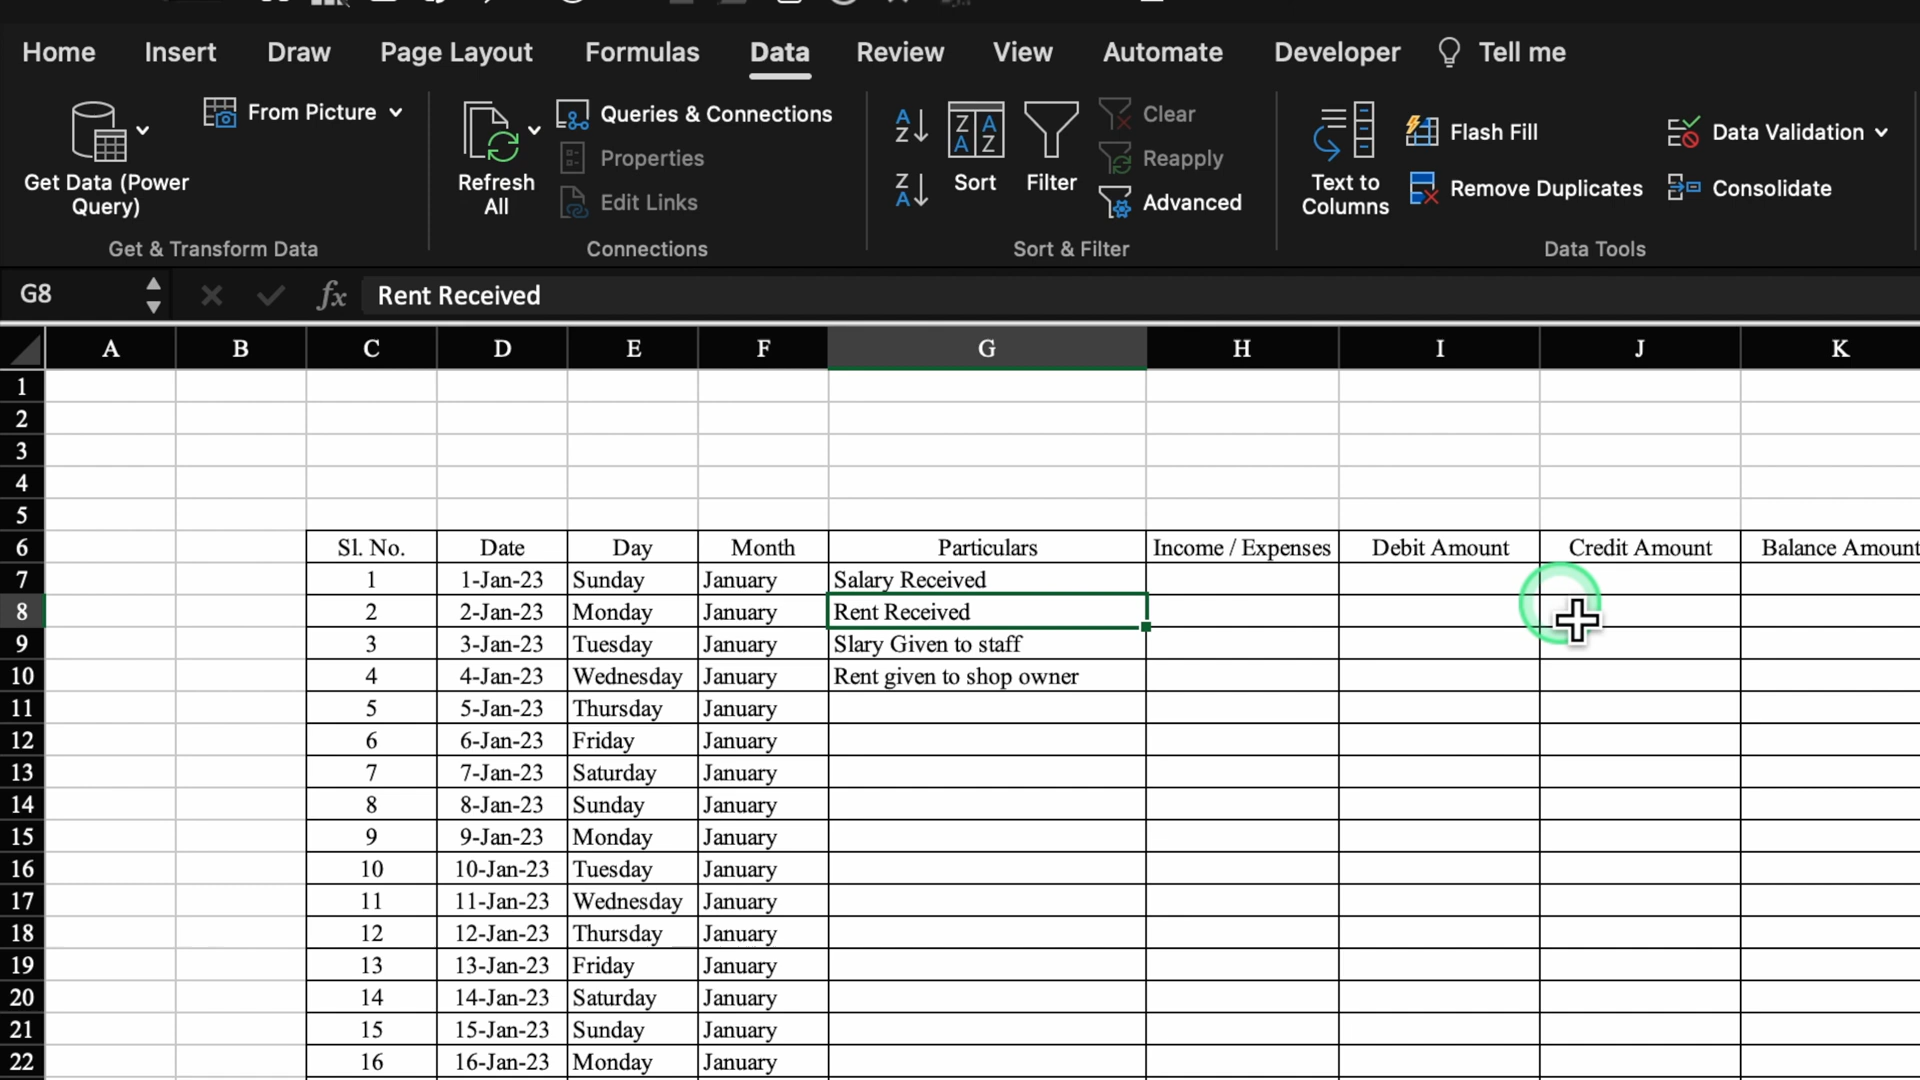 Home Insert Draw Page Layout Formulas Data Review View Automate Developer Tell me
Get Data (Power Query)
From Picture
Get & Transform Data
Refresh All
Queries & Connections
Properties
Edit Links
Connections
A Z
Z A
Z A A Z
Sort
Filter
Clear
Reapply
Advanced
Sort & Filter
Text to Columns
Flash Fill
Remove Duplicates
Data Validation
Consolidate
Data Tools
G8 fx Rent Received
A B C D E F G H I J K
1
2
3
4
5
6 Sl. No. Date Day Month Particulars Income / Expenses Debit Amount Credit Amount Balance Amount
7 1 1-Jan-23 Sunday January Salary Received
8 2 2-Jan-23 Monday January Rent Received
9 3 3-Jan-23 Tuesday January Slary Given to staff
10 4 4-Jan-23 Wednesday January Rent given to shop owner
11 5 5-Jan-23 Thursday January
12 6 6-Jan-23 Friday January
13 7 7-Jan-23 Saturday January
14 8 8-Jan-23 Sunday January
15 9 9-Jan-23 Monday January
16 10 10-Jan-23 Tuesday January
17 11 11-Jan-23 Wednesday January
18 12 12-Jan-23 Thursday January
19 13 13-Jan-23 Friday January
20 14 14-Jan-23 Saturday January
21 15 15-Jan-23 Sunday January
22 16 16-Jan-23 Monday January